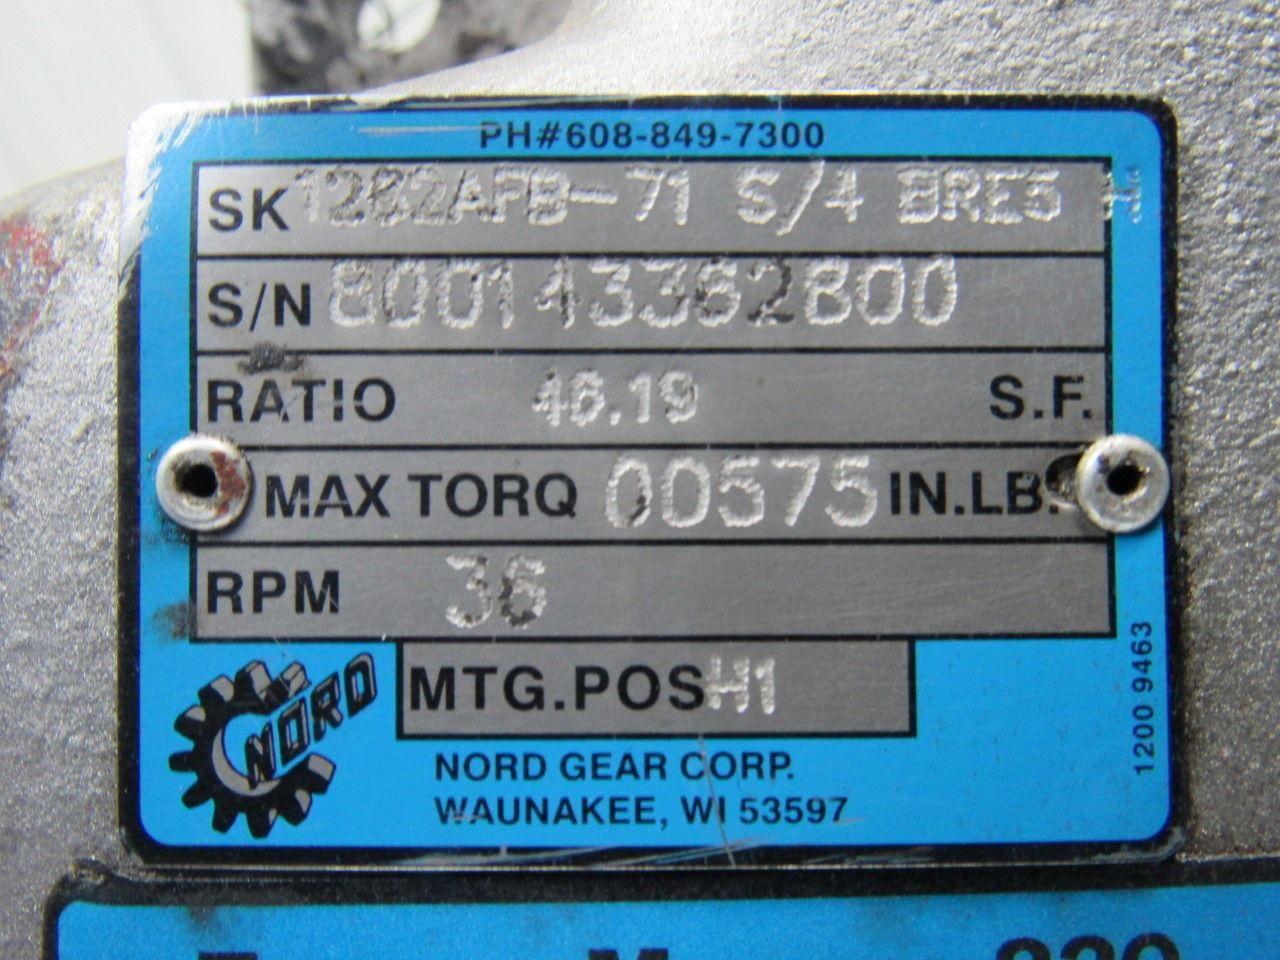 PH#608-849-7300
SK 1282AFB-71 S/4 BRE5
S/N 800143362800
RATIO 46.19 S.F.
MAX TORQ 00575 IN.LB.
RPM 36
MTG.POS H1
NORD
NORD GEAR CORP.
WAUNAKEE, WI 53597
1200 9463